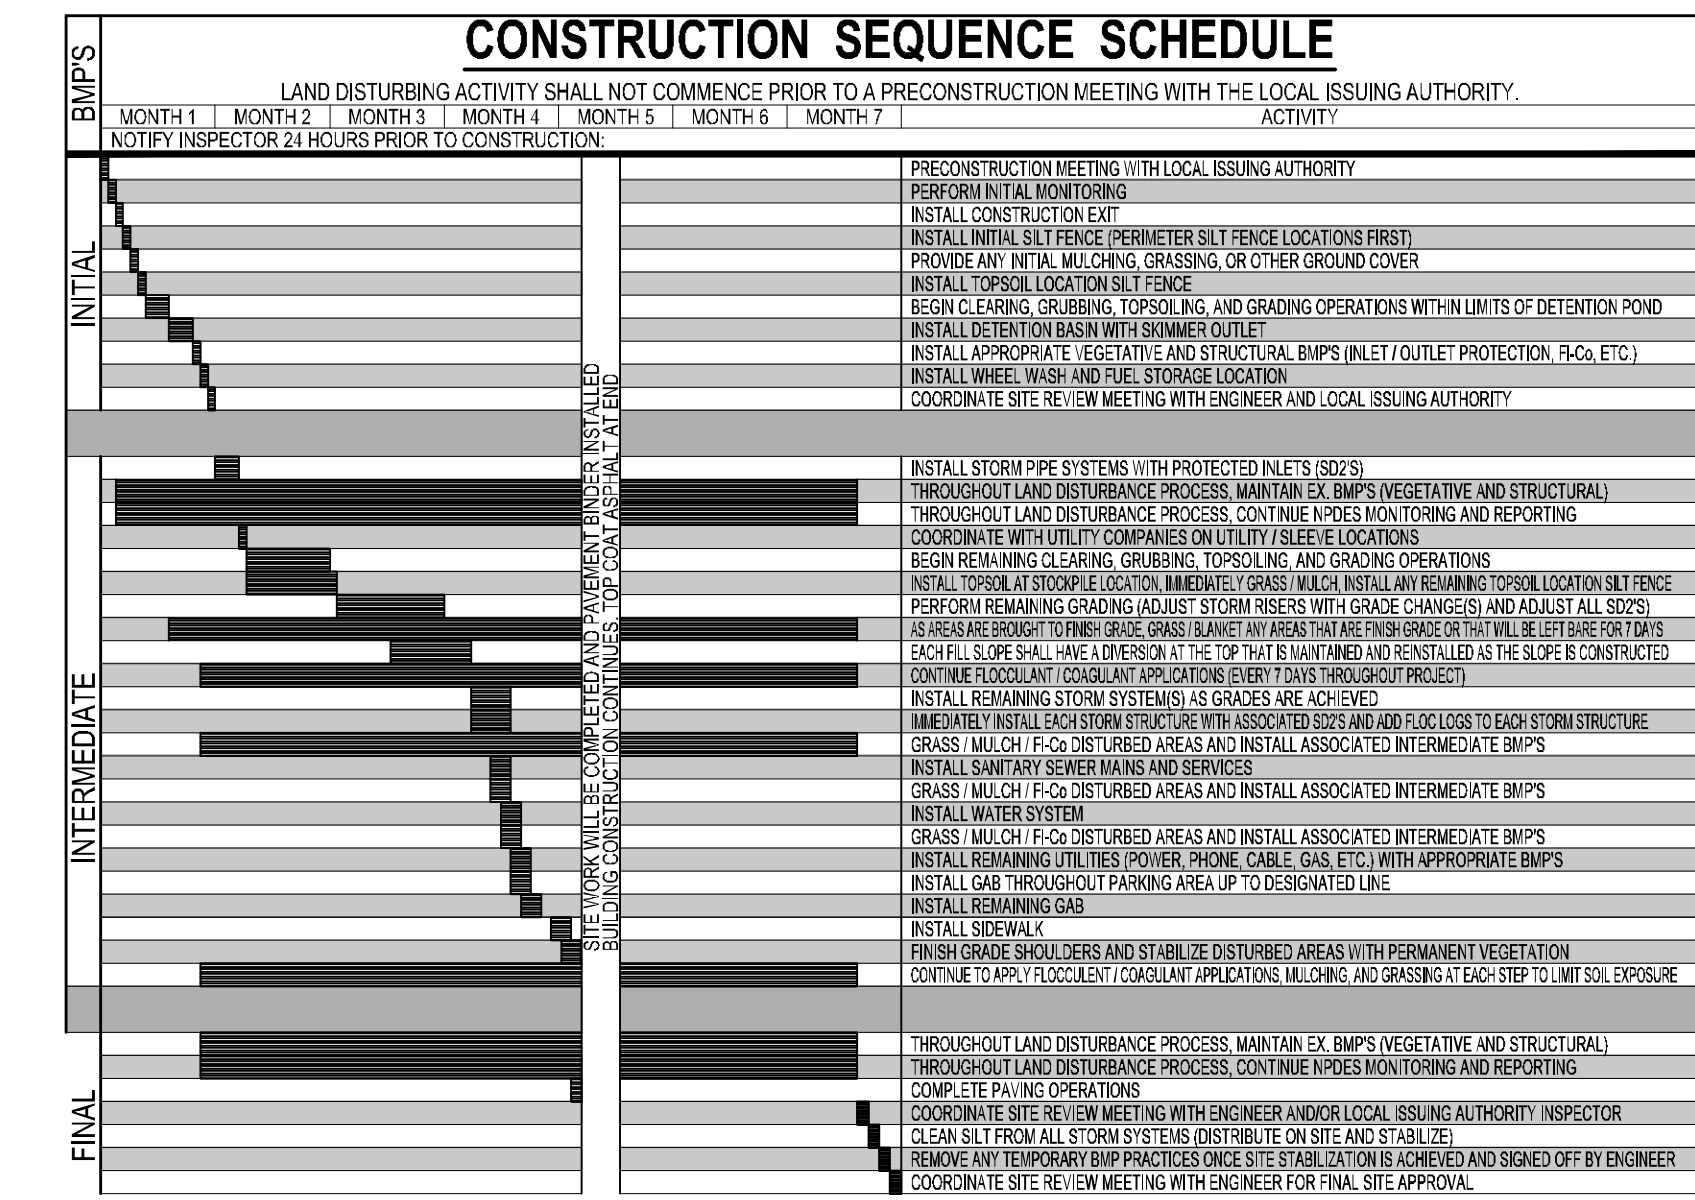 BMP'S
CONSTRUCTION SEQUENCE SCHEDULE
LAND DISTURBING ACTIVITY SHALL NOT COMMENCE PRIOR TO A PRECONSTRUCTION MEETING WITH THE LOCAL ISSUING AUTHORITY.
MONTH 1 MONTH 2 MONTH 3 MONTH 4 MONTH 5 MONTH 6 MONTH 7 ACTIVITY
NOTIFY INSPECTOR 24 HOURS PRIOR TO CONSTRUCTION:
INITIAL
PRECONSTRUCTION MEETING WITH LOCAL ISSUING AUTHORITY
PERFORM INITIAL MONITORING
INSTALL CONSTRUCTION EXIT
INSTALL INITIAL SILT FENCE (PERIMETER SILT FENCE LOCATIONS FIRST)
PROVIDE ANY INITIAL MULCHING, GRASSING, OR OTHER GROUND COVER
INSTALL TOPSOIL LOCATION SILT FENCE
BEGIN CLEARING, GRUBBING, TOPSOILING, AND GRADING OPERATIONS WITHIN LIMITS OF DETENTION POND
INSTALL DETENTION BASIN WITH SKIMMER OUTLET
INSTALL APPROPRIATE VEGETATIVE AND STRUCTURAL BMP'S (INLET / OUTLET PROTECTION, Fl-Co, ETC.)
INSTALL WHEEL WASH AND FUEL STORAGE LOCATION
COORDINATE SITE REVIEW MEETING WITH ENGINEER AND LOCAL ISSUING AUTHORITY
SITE WORK WILL BE COMPLETED AND PAVEMENT BINDER INSTALLED
BUILDING CONSTRUCTION CONTINUES. TOP COAT ASPHALT AT END
INTERMEDIATE
INSTALL STORM PIPE SYSTEMS WITH PROTECTED INLETS (SD2'S)
THROUGHOUT LAND DISTURBANCE PROCESS, MAINTAIN EX. BMP'S (VEGETATIVE AND STRUCTURAL)
THROUGHOUT LAND DISTURBANCE PROCESS, CONTINUE NPDES MONITORING AND REPORTING
COORDINATE WITH UTILITY COMPANIES ON UTILITY / SLEEVE LOCATIONS
BEGIN REMAINING CLEARING, GRUBBING, TOPSOILING, AND GRADING OPERATIONS
INSTALL TOPSOIL AT STOCKPILE LOCATION, IMMEDIATELY GRASS / MULCH, INSTALL ANY REMAINING TOPSOIL LOCATION SILT FENCE
PERFORM REMAINING GRADING (ADJUST STORM RISERS WITH GRADE CHANGE(S) AND ADJUST ALL SD2'S)
AS AREAS ARE BROUGHT TO FINISH GRADE, GRASS / BLANKET ANY AREAS THAT ARE FINISH GRADE OR THAT WILL BE LEFT BARE FOR 7 DAYS
EACH FILL SLOPE SHALL HAVE A DIVERSION AT THE TOP THAT IS MAINTAINED AND REINSTALLED AS THE SLOPE IS CONSTRUCTED
CONTINUE FLOCCULANT / COAGULANT APPLICATIONS (EVERY 7 DAYS THROUGHOUT PROJECT)
INSTALL REMAINING STORM SYSTEM(S) AS GRADES ARE ACHIEVED
IMMEDIATELY INSTALL EACH STORM STRUCTURE WITH ASSOCIATED SD2'S AND ADD FLOC LOGS TO EACH STORM STRUCTURE
GRASS / MULCH / Fl-Co DISTURBED AREAS AND INSTALL ASSOCIATED INTERMEDIATE BMP'S
INSTALL SANITARY SEWER MAINS AND SERVICES
GRASS / MULCH / Fl-Co DISTURBED AREAS AND INSTALL ASSOCIATED INTERMEDIATE BMP'S
INSTALL WATER SYSTEM
GRASS / MULCH / Fl-Co DISTURBED AREAS AND INSTALL ASSOCIATED INTERMEDIATE BMP'S
INSTALL REMAINING UTILITIES (POWER, PHONE, CABLE, GAS, ETC.) WITH APPROPRIATE BMP'S
INSTALL GAB THROUGHOUT PARKING AREA UP TO DESIGNATED LINE
INSTALL REMAINING GAB
INSTALL SIDEWALK
FINISH GRADE SHOULDERS AND STABILIZE DISTURBED AREAS WITH PERMANENT VEGETATION
CONTINUE TO APPLY FLOCCULENT / COAGULANT APPLICATIONS, MULCHING, AND GRASSING AT EACH STEP TO LIMIT SOIL EXPOSURE
FINAL
THROUGHOUT LAND DISTURBANCE PROCESS, MAINTAIN EX. BMP'S (VEGETATIVE AND STRUCTURAL)
THROUGHOUT LAND DISTURBANCE PROCESS, CONTINUE NPDES MONITORING AND REPORTING
COMPLETE PAVING OPERATIONS
COORDINATE SITE REVIEW MEETING WITH ENGINEER AND/OR LOCAL ISSUING AUTHORITY INSPECTOR
CLEAN SILT FROM ALL STORM SYSTEMS (DISTRIBUTE ON SITE AND STABILIZE)
REMOVE ANY TEMPORARY BMP PRACTICES ONCE SITE STABILIZATION IS ACHIEVED AND SIGNED OFF BY ENGINEER
COORDINATE SITE REVIEW MEETING WITH ENGINEER FOR FINAL SITE APPROVAL